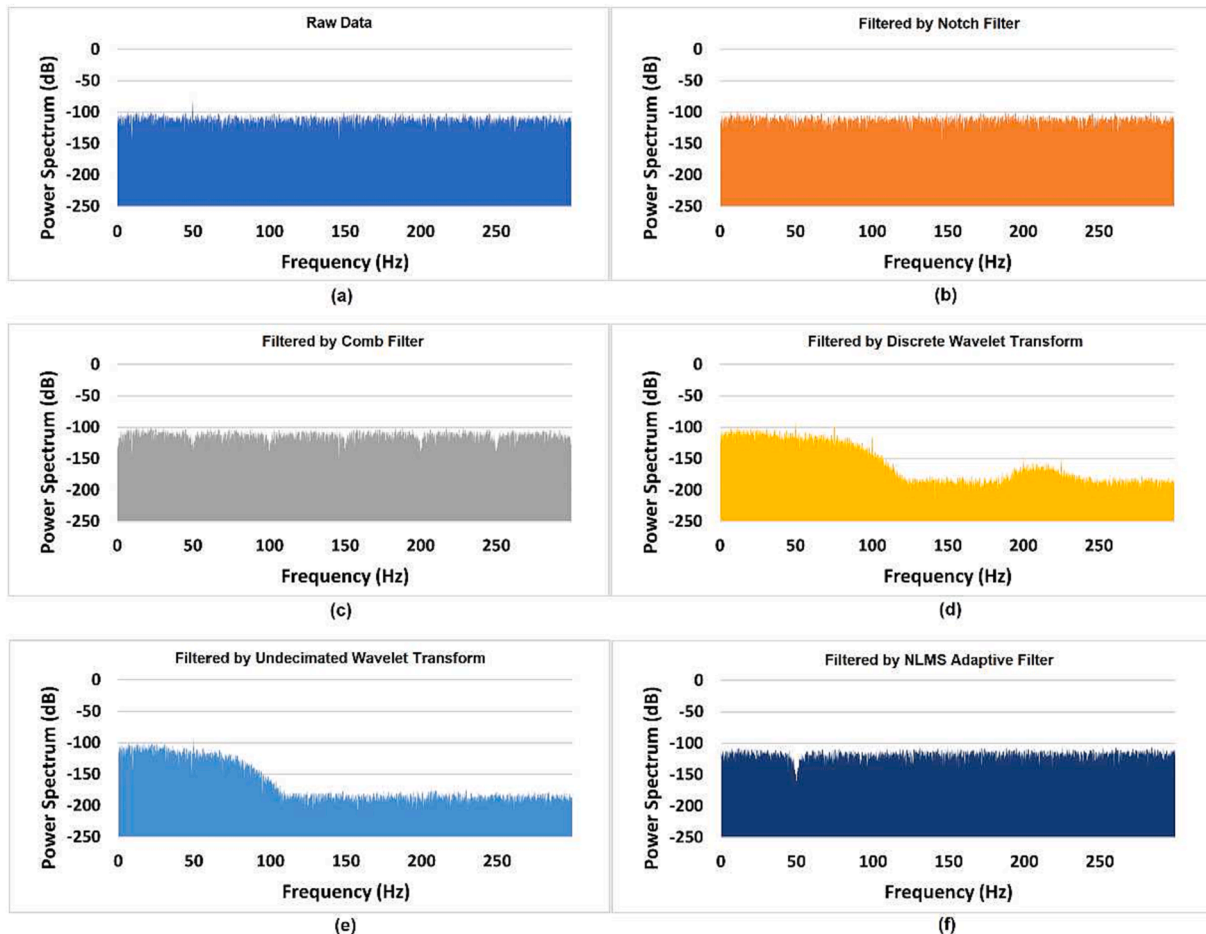 Raw Data
Power Spectrum (dB)
0
-50
-100
-150
-200
-250
0 50 100 150 200 250
Frequency (Hz)
(a)
Filtered by Notch Filter
Power Spectrum (dB)
0
-50
-100
-150
-200
-250
0 50 100 150 200 250
Frequency (Hz)
(b)
Filtered by Comb Filter
Power Spectrum (dB)
0
-50
-100
-150
-200
-250
0 50 100 150 200 250
Frequency (Hz)
(c)
Filtered by Discrete Wavelet Transform
Power Spectrum (dB)
0
-50
-100
-150
-200
-250
0 50 100 150 200 250
Frequency (Hz)
(d)
Filtered by Undecimated Wavelet Transform
Power Spectrum (dB)
0
-50
-100
-150
-200
-250
0 50 100 150 200 250
Frequency (Hz)
(e)
Filtered by NLMS Adaptive Filter
Power Spectrum (dB)
0
-50
-100
-150
-200
-250
0 50 100 150 200 250
Frequency (Hz)
(f)